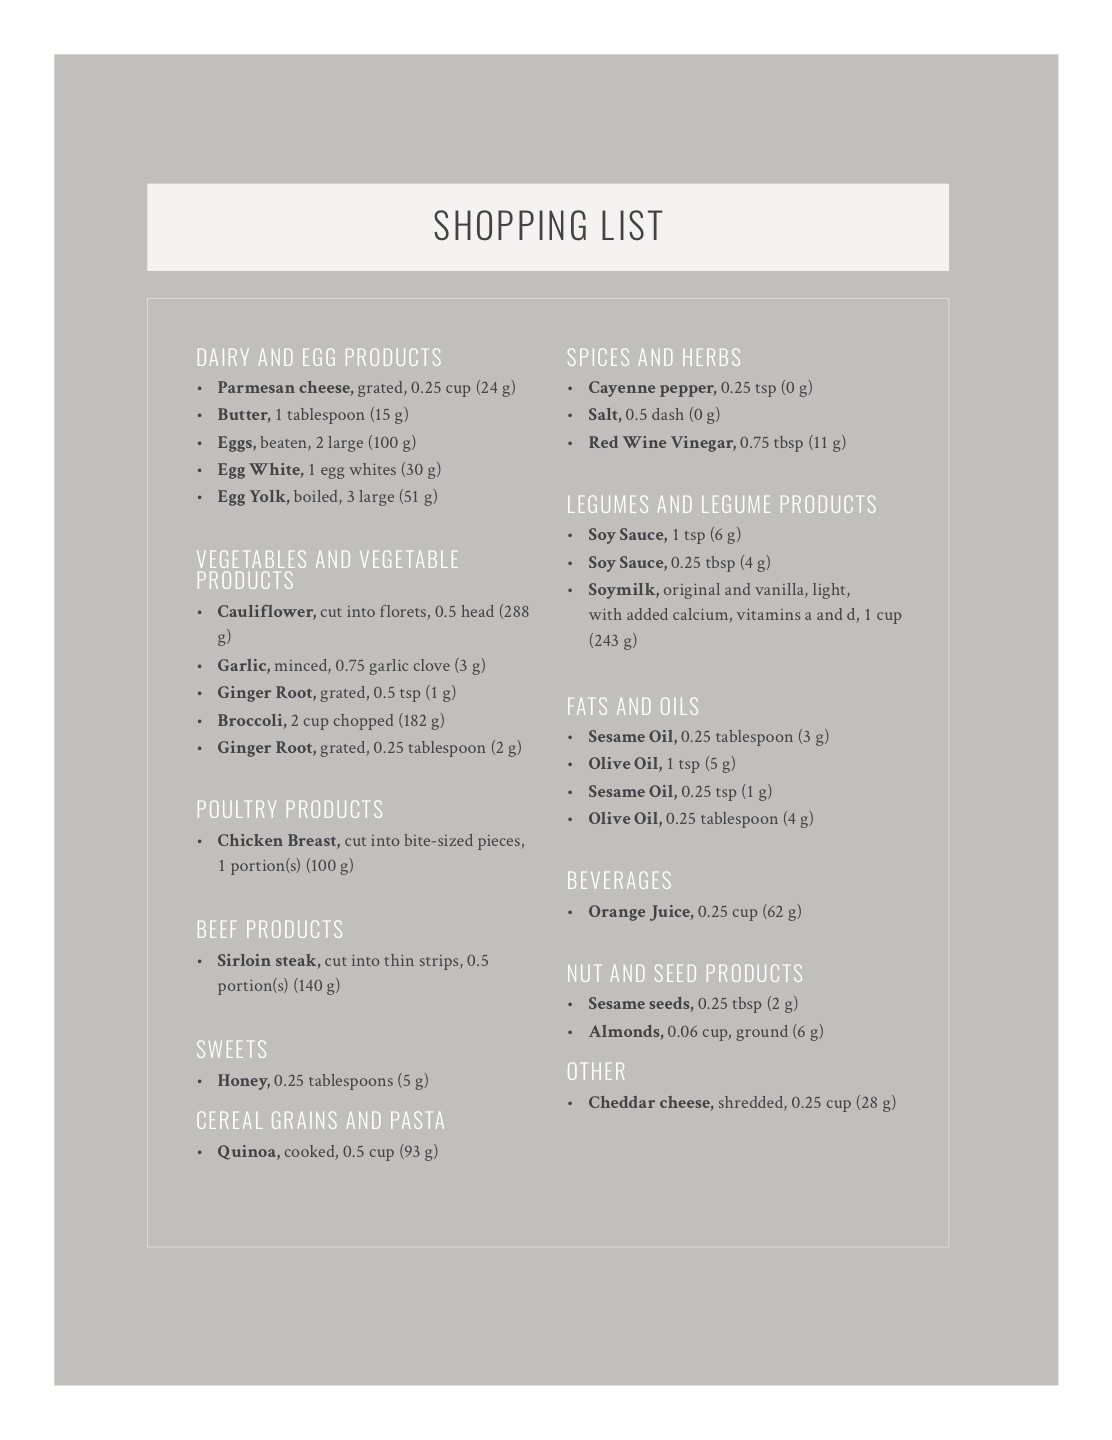 SHOPPING LIST
DAIRY AND EGG PRODUCTS
• Parmesan cheese, grated, 0.25 cup (24 g)
• Butter, 1 tablespoon (15 g)
• Eggs, beaten, 2 large (100 g)
• Egg White, 1 egg whites (30 g)
• Egg Yolk, boiled, 3 large (51 g)
VEGETABLES AND VEGETABLE
PRODUCTS
• Cauliflower, cut into florets, 0.5 head (288
g)
• Garlic, minced, 0.75 garlic clove (3 g)
• Ginger Root, grated, 0.5 tsp (1 g)
• Broccoli, 2 cup chopped (182 g)
• Ginger Root, grated, 0.25 tablespoon (2 g)
POULTRY PRODUCTS
• Chicken Breast, cut into bite-sized pieces,
1 portion(s) (100 g)
BEEF PRODUCTS
• Sirloin steak, cut into thin strips, 0.5
portion(s) (140 g)
SWEETS
• Honey, 0.25 tablespoons (5 g)
CEREAL GRAINS AND PASTA
• Quinoa, cooked, 0.5 cup (93 g)
SPICES AND HERBS
• Cayenne pepper, 0.25 tsp (0 g)
• Salt, 0.5 dash (0 g)
• Red Wine Vinegar, 0.75 tbsp (11 g)
LEGUMES AND LEGUME PRODUCTS
• Soy Sauce, 1 tsp (6 g)
• Soy Sauce, 0.25 tbsp (4 g)
• Soymilk, original and vanilla, light,
with added calcium, vitamins a and d, 1 cup
(243 g)
FATS AND OILS
• Sesame Oil, 0.25 tablespoon (3 g)
• Olive Oil, 1 tsp (5 g)
• Sesame Oil, 0.25 tsp (1 g)
• Olive Oil, 0.25 tablespoon (4 g)
BEVERAGES
• Orange Juice, 0.25 cup (62 g)
NUT AND SEED PRODUCTS
• Sesame seeds, 0.25 tbsp (2 g)
• Almonds, 0.06 cup, ground (6 g)
OTHER
• Cheddar cheese, shredded, 0.25 cup (28 g)